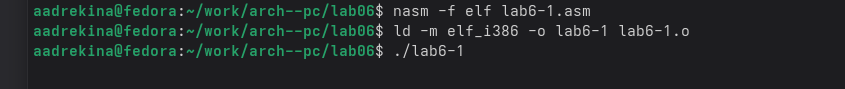 aadrekina@fedora:~/work/arch--pc/lab06$ nasm -f elf lab6-1.asm
aadrekina@fedora:~/work/arch--pc/lab06$ ld -m elf_i386 -o lab6-1 lab6-1.o
aadrekina@fedora:~/work/arch--pc/lab06$ ./lab6-1